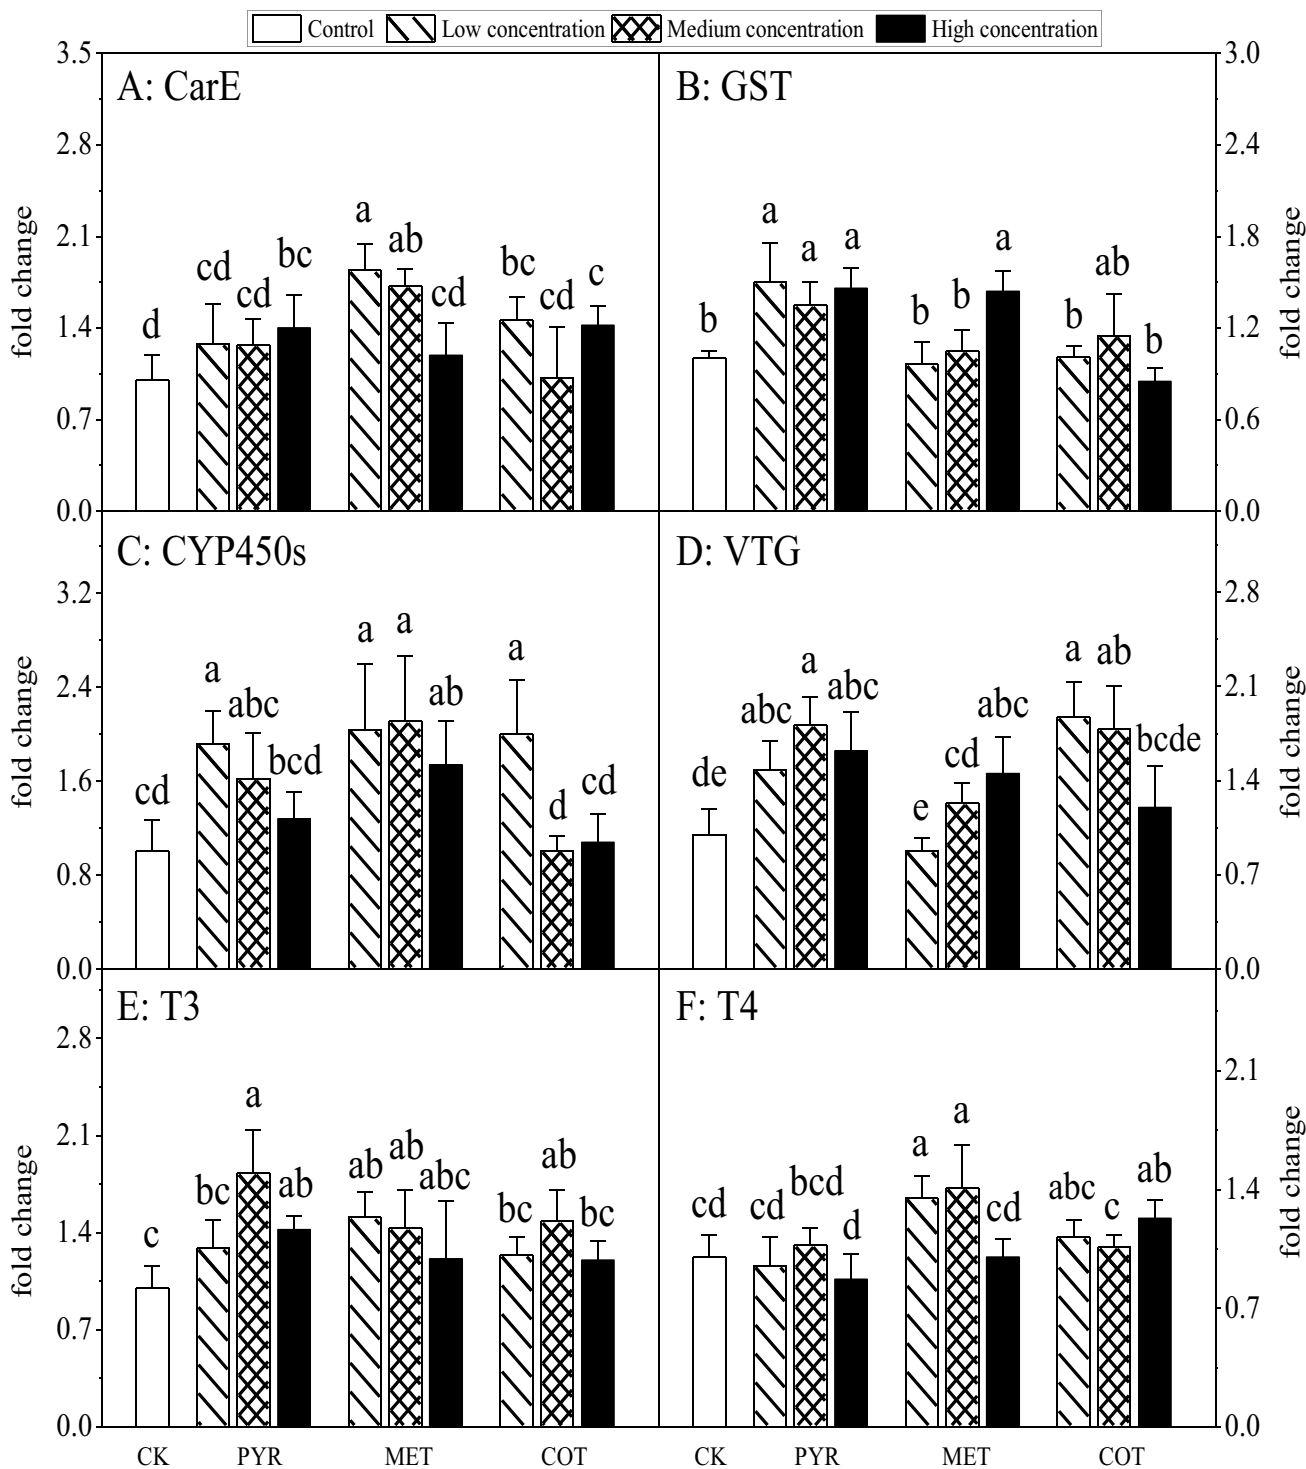 Control Low concentration Medium concentration High concentration
A: CarE
3.5
2.8
2.1
1.4
0.7
0.0
fold change
d cd cd bc a ab cd bc cd c
B: GST
3.0
2.4
1.8
1.2
0.6
0.0
fold change
b a a a b b a b ab b
C: CYP450s
3.2
2.4
1.6
0.8
0.0
fold change
cd a abc bcd a a ab a d cd
D: VTG
2.8
2.1
1.4
0.7
0.0
fold change
de abc a abc e cd abc a ab bcde
E: T3
2.8
2.1
1.4
0.7
0.0
fold change
c bc a ab ab ab abc bc ab bc
CK PYR MET COT
F: T4
2.1
1.4
0.7
0.0
fold change
cd cd bcd d a a cd abc c ab
CK PYR MET COT